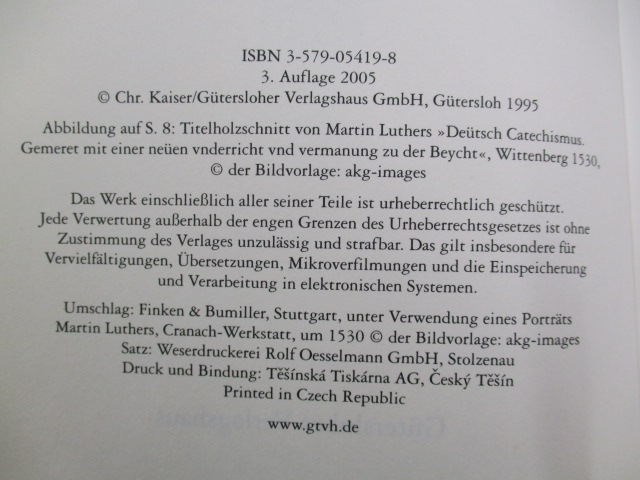 ISBN 3-579-05419-8
3. Auflage 2005
© Chr. Kaiser/Gütersloher Verlagshaus GmbH, Gütersloh 1995
Abbildung auf S. 8: Titelholzschnitt von Martin Luthers »Deütsch Catechismus.
Gemeret mit einer neüen vnderricht vnd vermanung zu der Beycht«, Wittenberg 1530,
© der Bildvorlage: akg-images
Das Werk einschließlich aller seiner Teile ist urheberrechtlich geschützt.
Jede Verwertung außerhalb der engen Grenzen des Urheberrechtsgesetzes ist ohne
Zustimmung des Verlages unzulässig und strafbar. Das gilt insbesondere für
Vervielfältigungen, Übersetzungen, Mikroverfilmungen und die Einspeicherung
und Verarbeitung in elektronischen Systemen.
Umschlag: Finken & Bumiller, Stuttgart, unter Verwendung eines Porträts
Martin Luthers, Cranach-Werkstatt, um 1530 © der Bildvorlage: akg-images
Satz: Weserdruckerei Rolf Oesselmann GmbH, Stolzenau
Druck und Bindung: Těšínská Tiskárna AG, Český Těšín
Printed in Czech Republic
www.gtvh.de